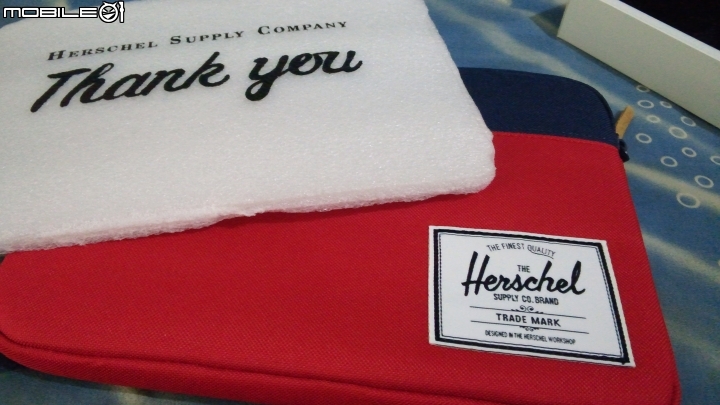 MOBILE01
HERSCHEL SUPPLY COMPANY
Thank you
THE FINEST QUALITY
THE
Herschel
SUPPLY CO. BRAND
TRADE MARK
DESIGNED IN THE HERSCHEL WORKSHOP